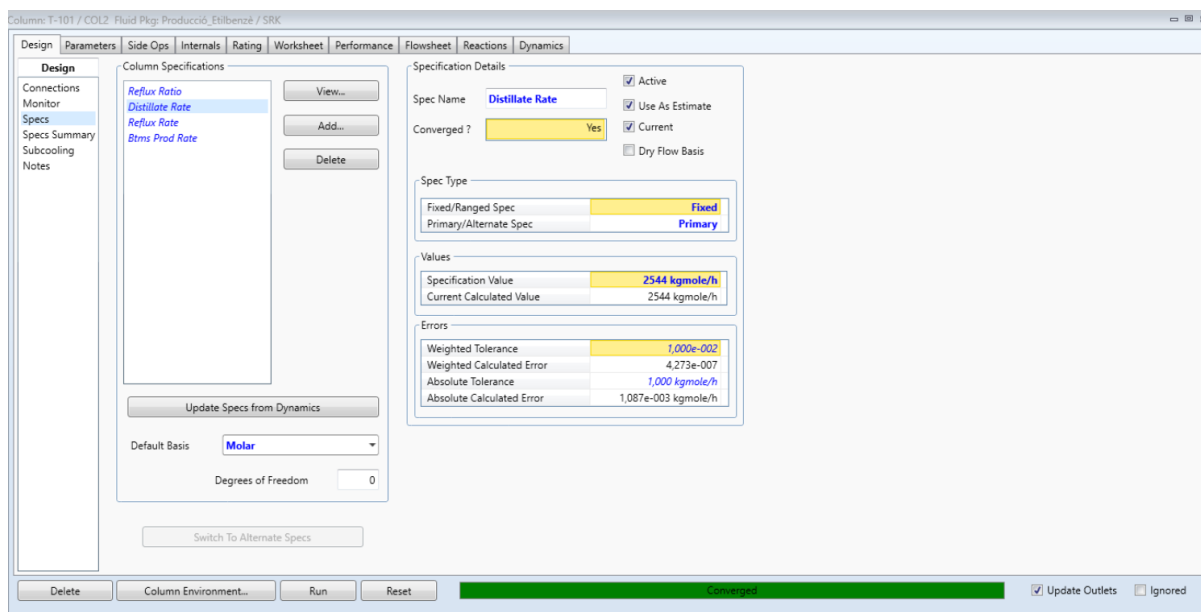 Column: T-101 / COL2 Fluid Pkg: Producció_Etilbenzè / SRK
Design Parameters Side Ops Internals Rating Worksheet Performance Flowsheet Reactions Dynamics
Design
Connections
Monitor
Specs
Specs Summary
Subcooling
Notes
Column Specifications
Reflux Ratio
Distillate Rate
Reflux Rate
Btms Prod Rate
View...
Add...
Delete
Update Specs from Dynamics
Default Basis Molar
Degrees of Freedom 0
Switch To Alternate Specs
Specification Details
Spec Name Distillate Rate
Converged ? Yes
Active
Use As Estimate
Current
Dry Flow Basis
Spec Type
Fixed/Ranged Spec Fixed
Primary/Alternate Spec Primary
Values
Specification Value 2544 kgmole/h
Current Calculated Value 2544 kgmole/h
Errors
Weighted Tolerance 1,000e-002
Weighted Calculated Error 4,273e-007
Absolute Tolerance 1,000 kgmole/h
Absolute Calculated Error 1,087e-003 kgmole/h
Delete Column Environment... Run Reset Converged Update Outlets Ignored